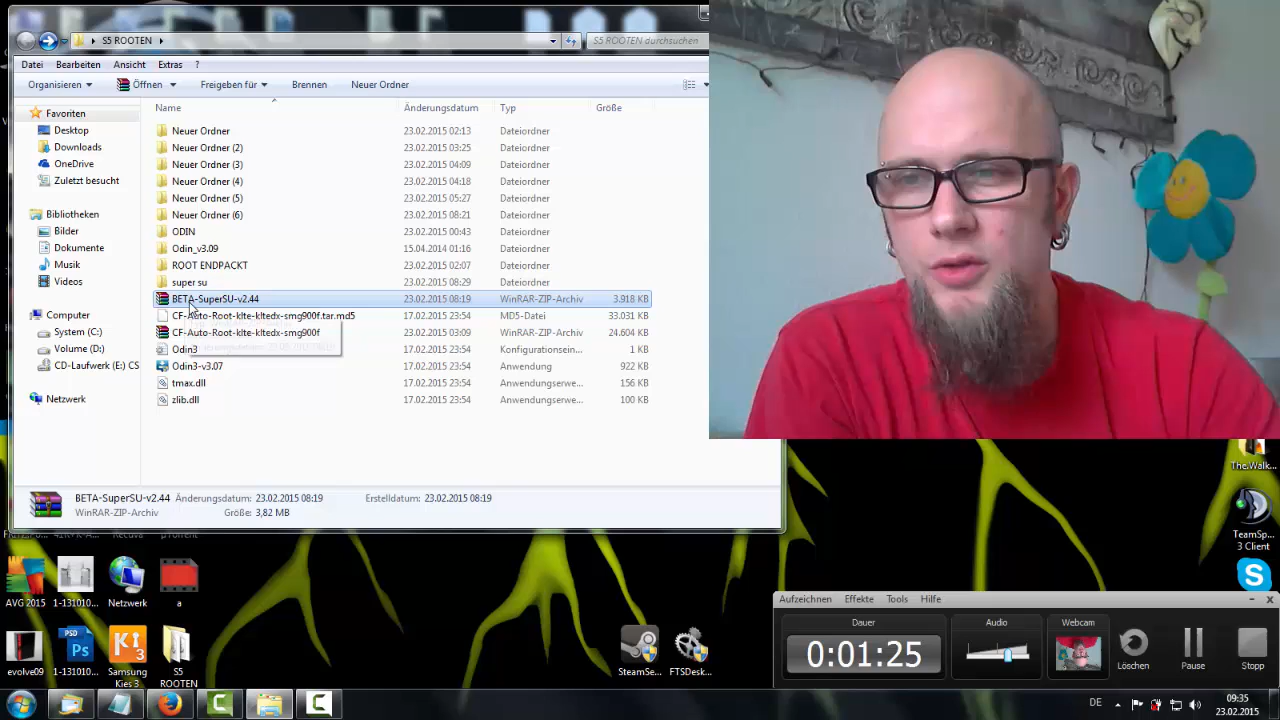 S5 ROOTEN
S5 ROOTEN durchsuchen
Datei Bearbeiten Ansicht Extras ?
Organisieren Öffnen Freigeben für Brennen Neuer Ordner
Name Änderungsdatum Typ Größe
Favoriten
Desktop
Downloads
OneDrive
Zuletzt besucht
Bibliotheken
Bilder
Dokumente
Musik
Videos
Computer
System (C:)
Volume (D:)
CD-Laufwerk (E:) CS
Netzwerk
Neuer Ordner 23.02.2015 02:13 Dateiordner
Neuer Ordner (2) 23.02.2015 03:25 Dateiordner
Neuer Ordner (3) 23.02.2015 04:09 Dateiordner
Neuer Ordner (4) 23.02.2015 04:18 Dateiordner
Neuer Ordner (5) 23.02.2015 05:27 Dateiordner
Neuer Ordner (6) 23.02.2015 08:21 Dateiordner
ODIN 23.02.2015 00:43 Dateiordner
Odin_v3.09 15.04.2014 01:16 Dateiordner
ROOT ENDPACKT 23.02.2015 02:07 Dateiordner
super su 23.02.2015 08:29 Dateiordner
BETA-SuperSU-v2.44 23.02.2015 08:19 WinRAR-ZIP-Archiv 3.918 KB
CF-Auto-Root-klte-kltedx-smg900f.tar.md5 17.02.2015 23:54 MD5-Datei 33.031 KB
CF-Auto-Root-klte-kltedx-smg900f 23.02.2015 03:09 WinRAR-ZIP-Archiv 24.604 KB
Odin3 17.02.2015 23:54 Konfigurationsein... 1 KB
Odin3-v3.07 17.02.2015 23:54 Anwendung 922 KB
tmax.dll 17.02.2015 23:54 Anwendungserwe... 156 KB
zlib.dll 17.02.2015 23:54 Anwendungserwe... 100 KB
BETA-SuperSU-v2.44 Änderungsdatum: 23.02.2015 08:19 Erstelldatum: 23.02.2015 08:19
WinRAR-ZIP-Archiv Größe: 3,82 MB
The.Walk...
TeamSp...
3 Client
AVG 2015
1-131010...
Netzwerk
a
evolve09
1-131010...
Samsung
Kies 3
S5
ROOTEN
SteamSe...
FTSDesk...
Aufzeichnen Effekte Tools Hilfe
Dauer Audio Webcam
0:01:25
Löschen Pause Stopp
DE
09:35
23.02.2015